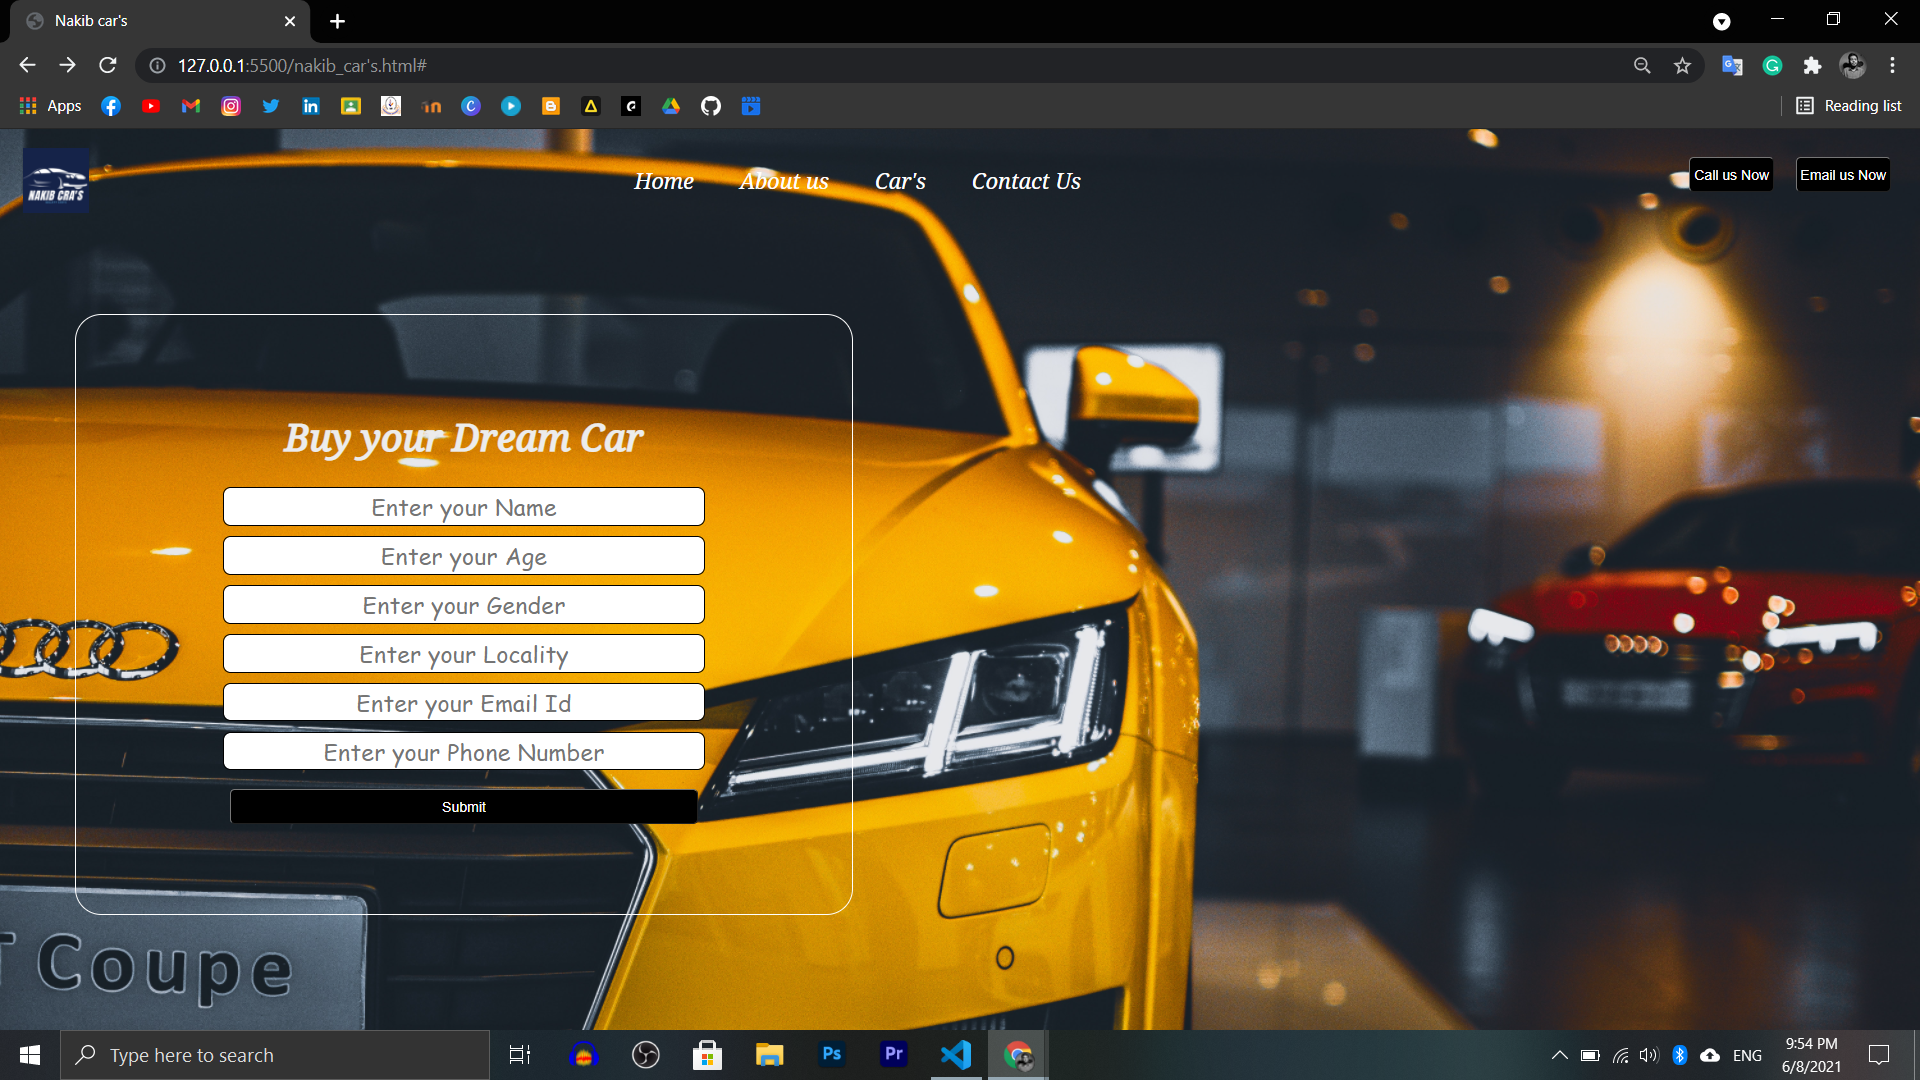 Nakib car's
127.0.0.1:5500/nakib_car's.html#
Apps
Reading list
NAKIB CRA'S
Home
About us
Car's
Contact Us
Call us Now
Email us Now
Buy your Dream Car
Enter your Name
Enter your Age
Enter your Gender
Enter your Locality
Enter your Email Id
Enter your Phone Number
Submit
T Coupe
Type here to search
Ps
Pr
ENG
9:54 PM
6/8/2021